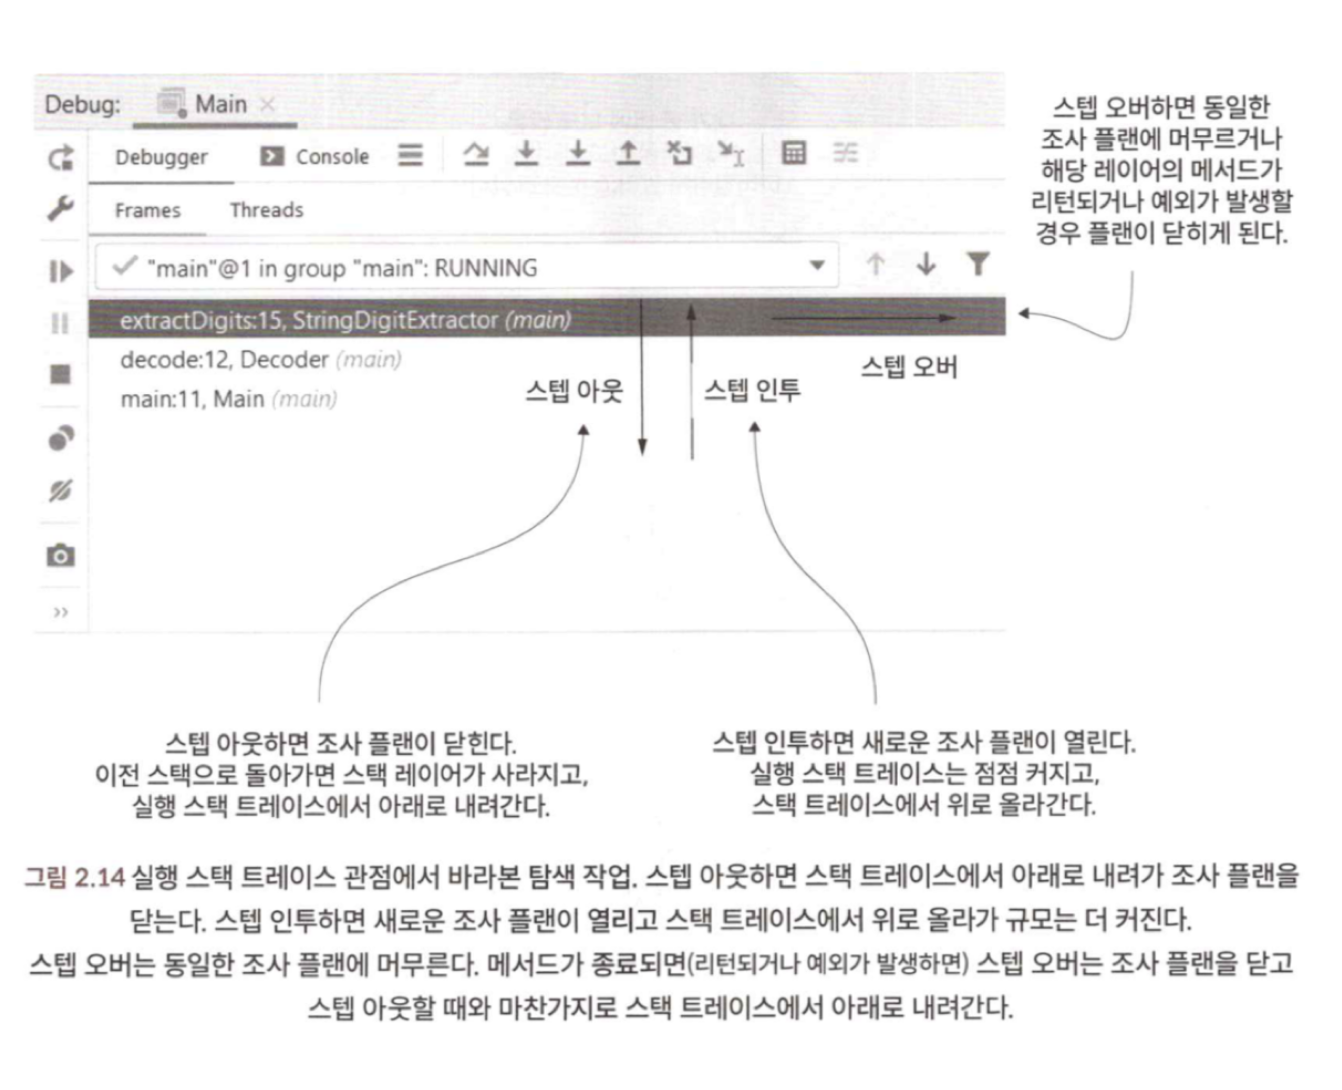 Debug: Main
Debugger Console
Frames Threads
"main"@1 in group "main": RUNNING
extractDigits:15, StringDigitExtractor (main)
decode:12, Decoder (main)
main:11, Main (main)
스텝 오버하면 동일한
조사 플랜에 머무르거나
해당 레이어의 메서드가
리턴되거나 예외가 발생할
경우 플랜이 닫히게 된다.
스텝 오버
스텝 아웃
스텝 인투
스텝 아웃하면 조사 플랜이 닫힌다.
이전 스택으로 돌아가면 스택 레이어가 사라지고,
실행 스택 트레이스에서 아래로 내려간다.
스텝 인투하면 새로운 조사 플랜이 열린다.
실행 스택 트레이스는 점점 커지고,
스택 트레이스에서 위로 올라간다.
그림 2.14 실행 스택 트레이스 관점에서 바라본 탐색 작업. 스텝 아웃하면 스택 트레이스에서 아래로 내려가 조사 플랜을
닫는다. 스텝 인투하면 새로운 조사 플랜이 열리고 스택 트레이스에서 위로 올라가 규모는 더 커진다.
스텝 오버는 동일한 조사 플랜에 머무른다. 메서드가 종료되면(리턴되거나 예외가 발생하면) 스텝 오버는 조사 플랜을 닫고
스텝 아웃할 때와 마찬가지로 스택 트레이스에서 아래로 내려간다.